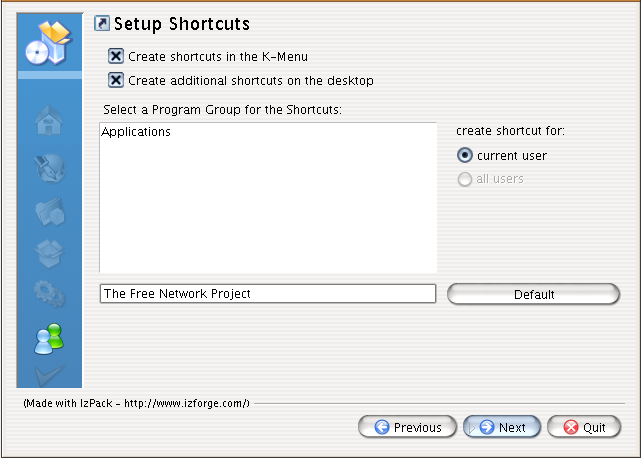 Setup Shortcuts
Create shortcuts in the K-Menu
Create additional shortcuts on the desktop
Select a Program Group for the Shortcuts:
Applications
create shortcut for:
current user
all users
The Free Network Project
Default
(Made with IzPack - http://www.izforge.com/)
Previous
Next
Quit